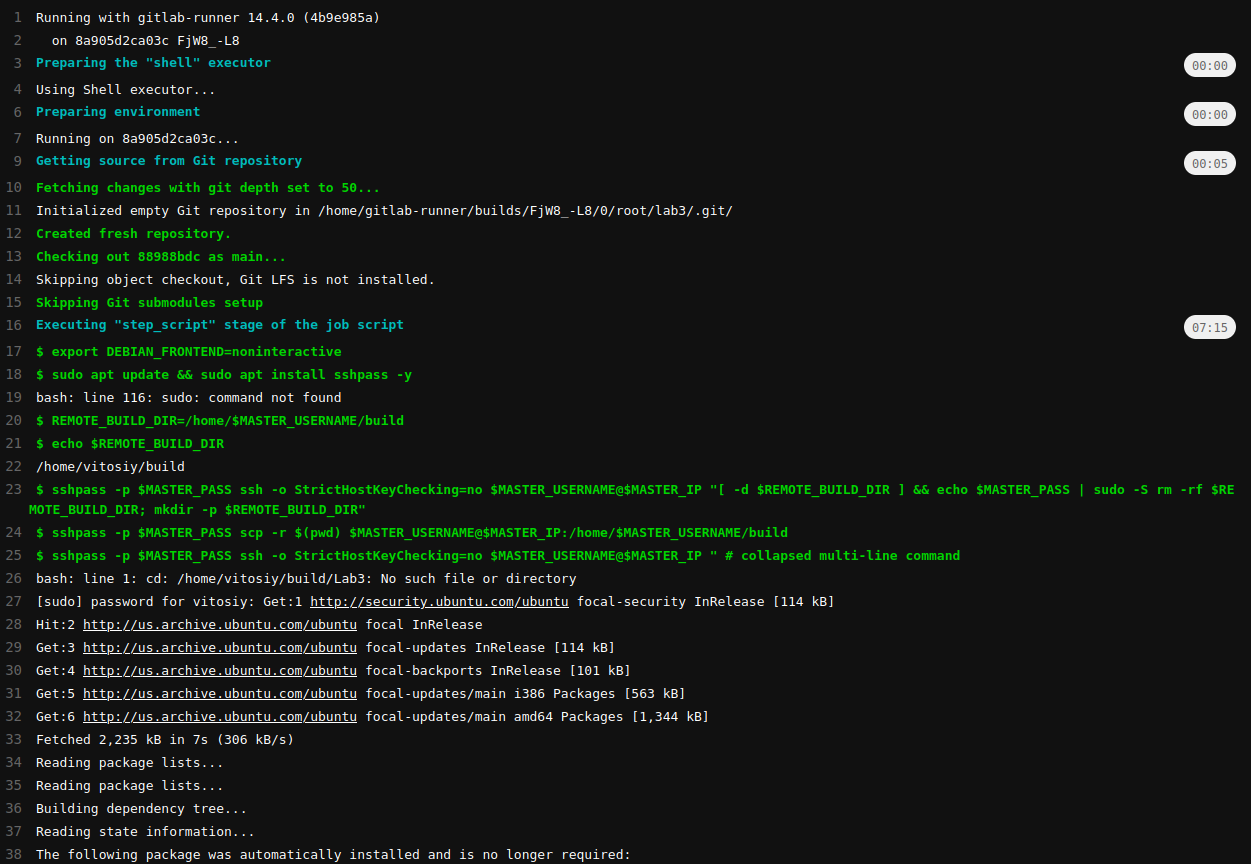 1 Running with gitlab-runner 14.4.0 (4b9e985a)
2 on 8a905d2ca03c FjW8_-L8
3 Preparing the "shell" executor 00:00
4 Using Shell executor...
6 Preparing environment 00:00
7 Running on 8a905d2ca03c...
9 Getting source from Git repository 00:05
10 Fetching changes with git depth set to 50...
11 Initialized empty Git repository in /home/gitlab-runner/builds/FjW8_-L8/0/root/lab3/.git/
12 Created fresh repository.
13 Checking out 88988bdc as main...
14 Skipping object checkout, Git LFS is not installed.
15 Skipping Git submodules setup
16 Executing "step_script" stage of the job script 07:15
17 $ export DEBIAN_FRONTEND=noninteractive
18 $ sudo apt update && sudo apt install sshpass -y
19 bash: line 116: sudo: command not found
20 $ REMOTE_BUILD_DIR=/home/$MASTER_USERNAME/build
21 $ echo $REMOTE_BUILD_DIR
22 /home/vitosiy/build
23 $ sshpass -p $MASTER_PASS ssh -o StrictHostKeyChecking=no $MASTER_USERNAME@$MASTER_IP "[ -d $REMOTE_BUILD_DIR ] && echo $MASTER_PASS | sudo -S rm -rf $RE
MOTE_BUILD_DIR; mkdir -p $REMOTE_BUILD_DIR"
24 $ sshpass -p $MASTER_PASS scp -r $(pwd) $MASTER_USERNAME@$MASTER_IP:/home/$MASTER_USERNAME/build
25 $ sshpass -p $MASTER_PASS ssh -o StrictHostKeyChecking=no $MASTER_USERNAME@$MASTER_IP " # collapsed multi-line command
26 bash: line 1: cd: /home/vitosiy/build/Lab3: No such file or directory
27 [sudo] password for vitosiy: Get:1 http://security.ubuntu.com/ubuntu focal-security InRelease [114 kB]
28 Hit:2 http://us.archive.ubuntu.com/ubuntu focal InRelease
29 Get:3 http://us.archive.ubuntu.com/ubuntu focal-updates InRelease [114 kB]
30 Get:4 http://us.archive.ubuntu.com/ubuntu focal-backports InRelease [101 kB]
31 Get:5 http://us.archive.ubuntu.com/ubuntu focal-updates/main i386 Packages [563 kB]
32 Get:6 http://us.archive.ubuntu.com/ubuntu focal-updates/main amd64 Packages [1,344 kB]
33 Fetched 2,235 kB in 7s (306 kB/s)
34 Reading package lists...
35 Reading package lists...
36 Building dependency tree...
37 Reading state information...
38 The following package was automatically installed and is no longer required: